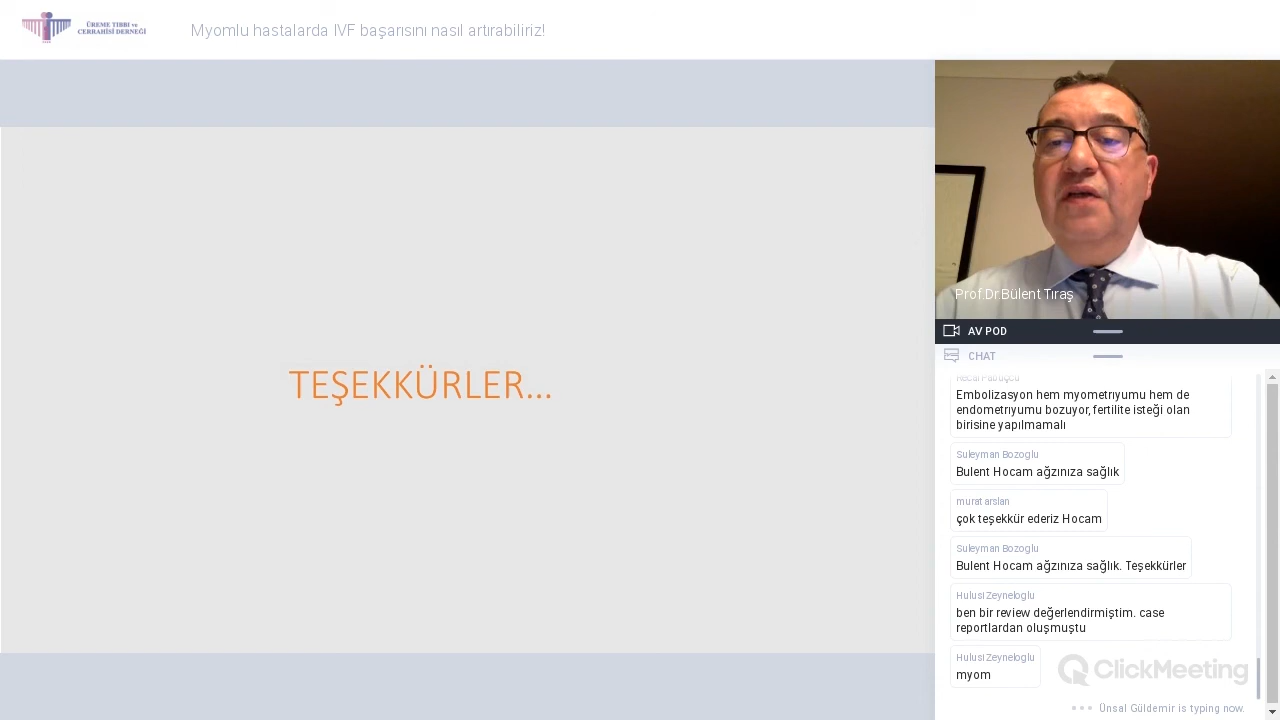 ÜREME TIBBI ve
CERRAHİSİ DERNEĞİ
Myomlu hastalarda IVF başarısını nasıl artırabiliriz!
TEŞEKKÜRLER...
Prof.Dr.Bülent Tıraş
AV POD
CHAT
Embolizasyon hem myometrıyumu hem de
endometrıyumu bozuyor, fertilite isteği olan
birisine yapılmamalı
Suleyman Bozoglu
Bulent Hocam ağzınıza sağlık
murat arslan
çok teşekkür ederiz Hocam
Suleyman Bozoglu
Bulent Hocam ağzınıza sağlık. Teşekkürler
Hulusi Zeyneloglu
ben bir review değerlendirmiştim. case
reportlardan oluşmuştu
Hulusi Zeyneloglu
myom
ClickMeeting
Ünsal Güldemir is typing now.